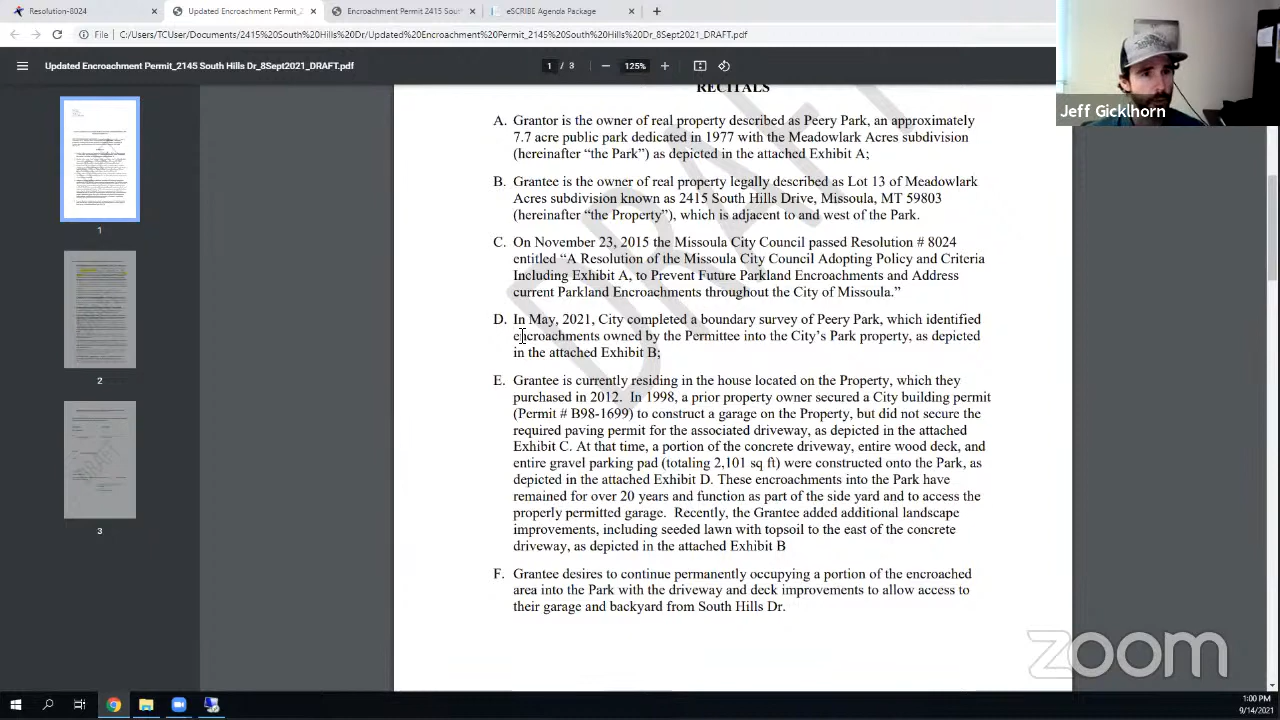 Resolution-8024
Updated Encroachment Permit_2
Encroachment Permit 2415 South
eSCRIBE Agenda Package
File
C:/Users/TCUser/Documents/2415%20South%20Hills%20Dr/Updated%20Encroachment%20Permit_2145%20South%20Hills%20Dr_8Sept2021_DRAFT.pdf
Updated Encroachment Permit_2145 South Hills Dr_8Sept2021_DRAFT.pdf
1 / 3
125%
Jeff Gicklhorn
RECITALS
A. Grantor is the owner of real property described as Peery Park, an approximately
7.7 acre public park dedicated in 1977 with the Meadowlark Acres subdivision
(hereinafter “the Park”) as depicted in the attached Exhibit A;
B. Grantee is the owner of real property legally described as Lot 13 of Meadowlark
Acres subdivision known as 2415 South Hills Drive, Missoula, MT 59803
(hereinafter “the Property”), which is adjacent to and west of the Park.
C. On November 23, 2015 the Missoula City Council passed Resolution # 8024
entitled “A Resolution of the Missoula City Council Adopting Policy and Criteria
Including Exhibit A, to Prevent Future Parkland Encroachments and Address
current Parkland Encroachments throughout the City of Missoula.”
D. In May, 2021, City completed a boundary survey of Peery Park, which identified
encroachments owned by the Permittee into the City’s Park property, as depicted
in the attached Exhibit B;
E. Grantee is currently residing in the house located on the Property, which they
purchased in 2012. In 1998, a prior property owner secured a City building permit
(Permit # B98-1699) to construct a garage on the Property, but did not secure the
required paving permit for the associated driveway, as depicted in the attached
Exhibit C. At that time, a portion of the concrete driveway, entire wood deck, and
entire gravel parking pad (totaling 2,101 sq ft) were constructed onto the Park, as
depicted in the attached Exhibit D. These encroachments into the Park have
remained for over 20 years and function as part of the side yard and to access the
properly permitted garage. Recently, the Grantee added additional landscape
improvements, including seeded lawn with topsoil to the east of the concrete
driveway, as depicted in the attached Exhibit B
F. Grantee desires to continue permanently occupying a portion of the encroached
area into the Park with the driveway and deck improvements to allow access to
their garage and backyard from South Hills Dr.
DRAFT
1
2
3
zoom
1:00 PM
9/14/2021